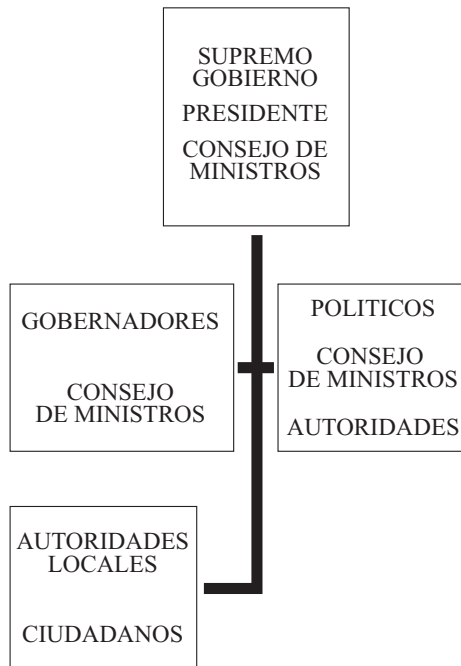 SUPREMO
GOBIERNO
PRESIDENTE
CONSEJO DE
MINISTROS
GOBERNADORES
CONSEJO
DE MINISTROS
POLITICOS
CONSEJO
DE MINISTROS
AUTORIDADES
AUTORIDADES
LOCALES
CIUDADANOS